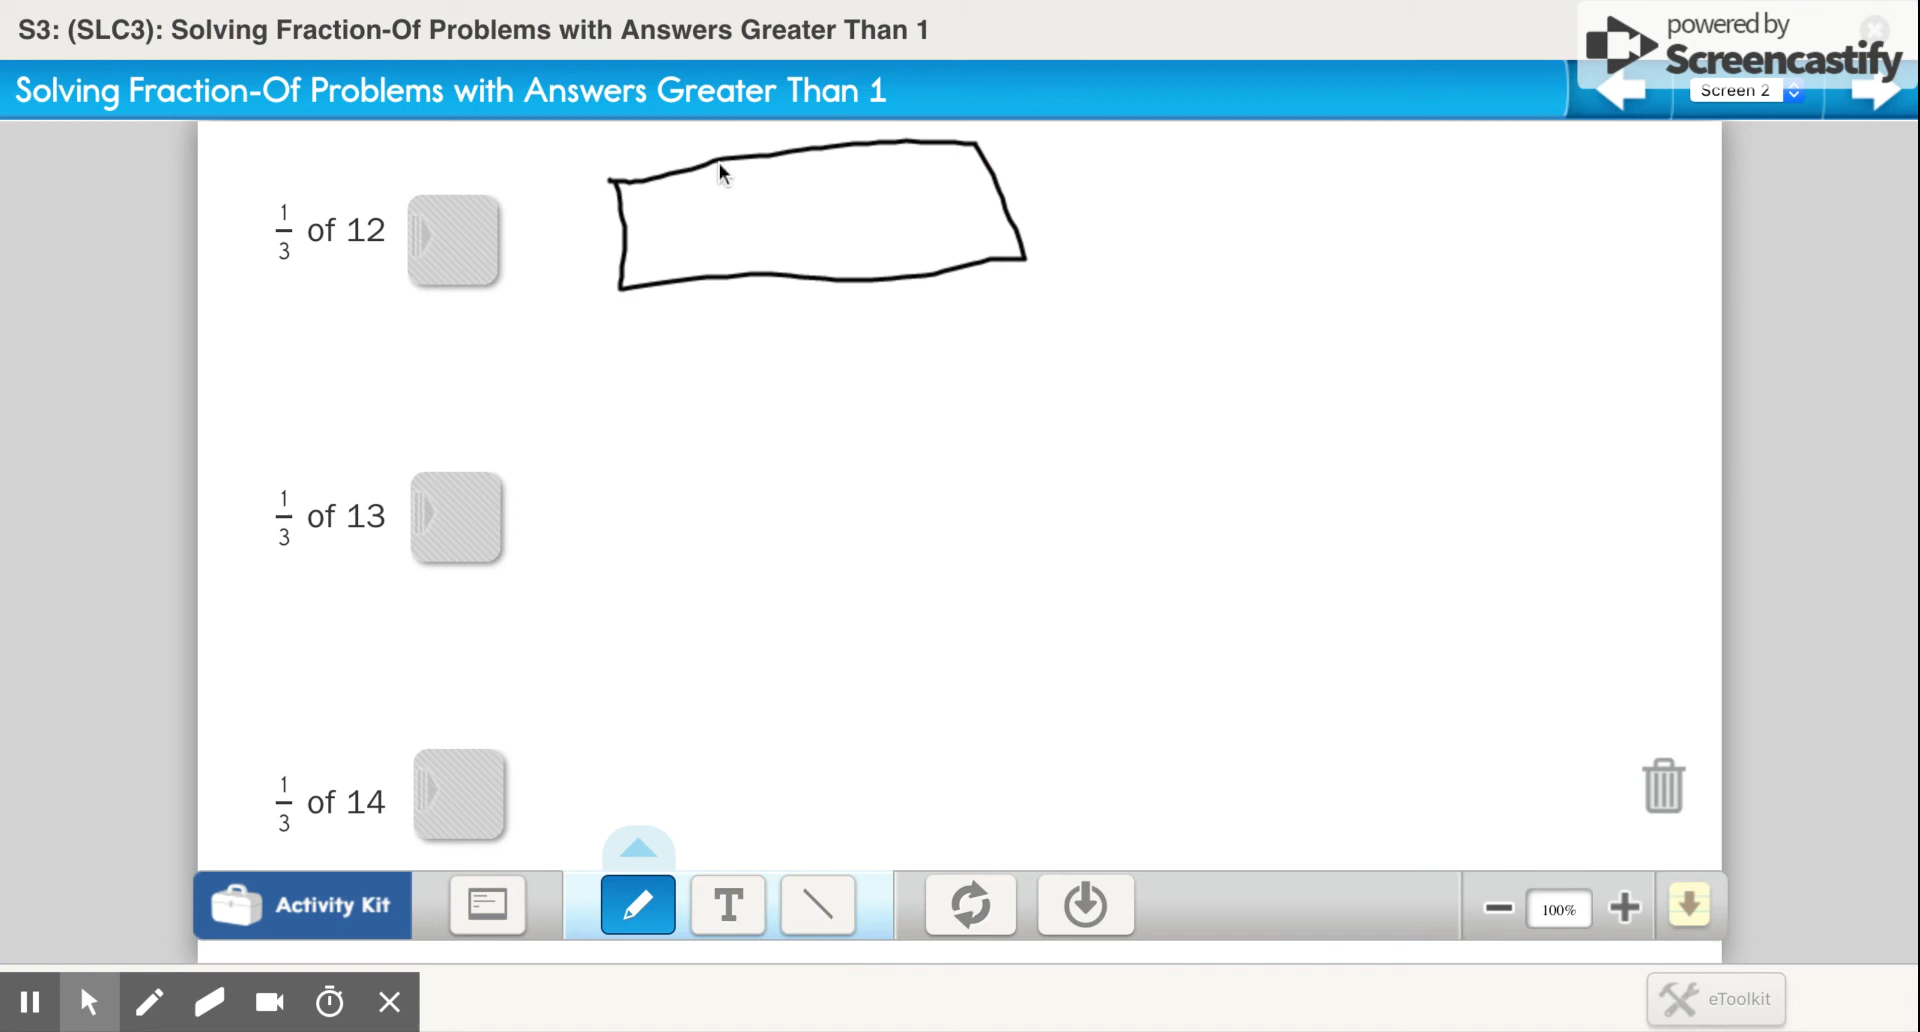 S3: (SLC3): Solving Fraction-Of Problems with Answers Greater Than 1
powered by
Screencastify
Solving Fraction-Of Problems with Answers Greater Than 1
Screen 2
1/3 of 12
1/3 of 13
1/3 of 14
Activity Kit
T
100%
eToolkit